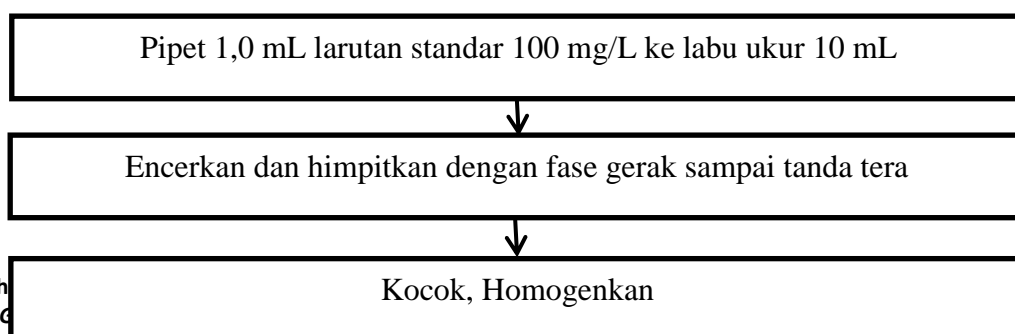 Pipet 1,0 mL larutan standar 100 mg/L ke labu ukur 10 mL
Encerkan dan himpitkan dengan fase gerak sampai tanda tera
Kocok, Homogenkan